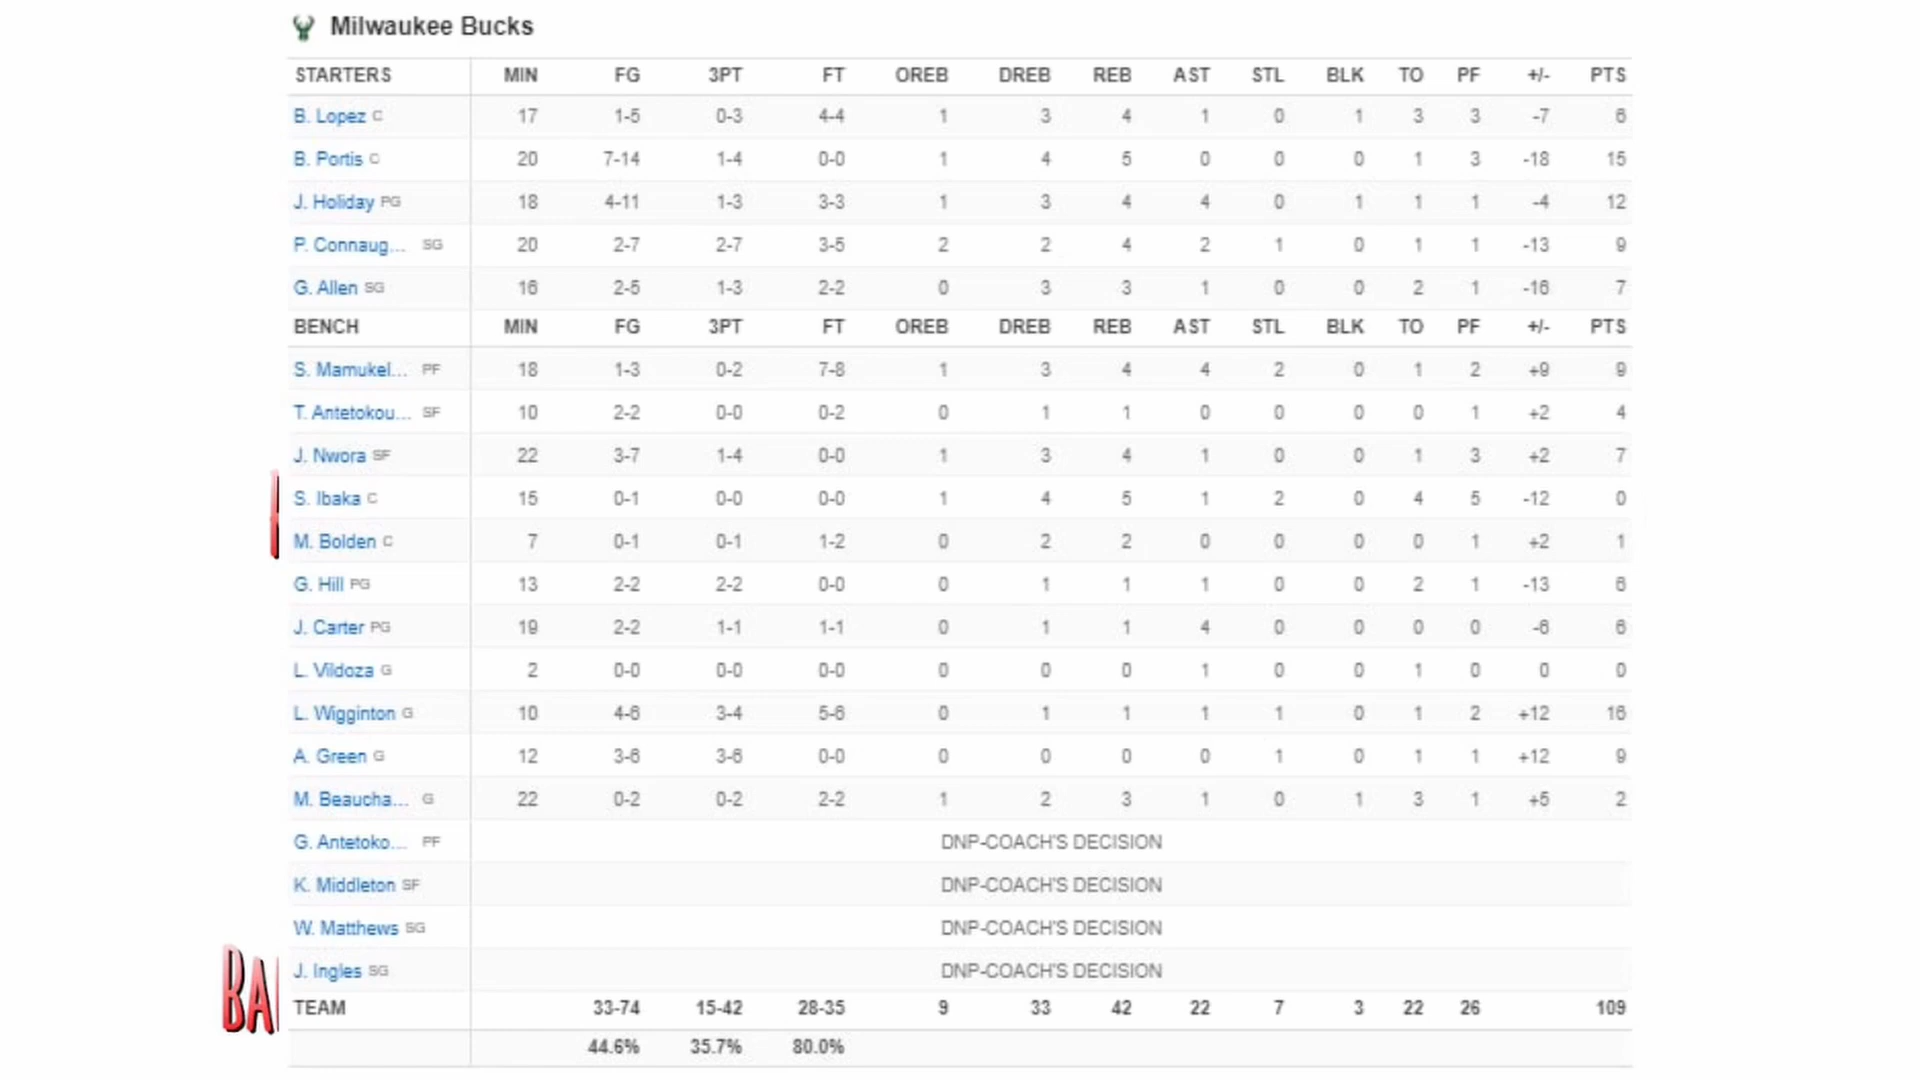 Milwaukee Bucks
STARTERS MIN FG 3PT FT OREB DREB REB AST STL BLK TO PF +/- PTS
B. Lopez C 17 1-5 0-3 4-4 1 3 4 1 0 1 3 3 -7 6
B. Portis C 20 7-14 1-4 0-0 1 4 5 0 0 0 1 3 -18 15
J. Holiday PG 18 4-11 1-3 3-3 1 3 4 4 0 1 1 1 -4 12
P. Connaug... SG 20 2-7 2-7 3-5 2 2 4 2 1 0 1 1 -13 9
G. Allen SG 16 2-5 1-3 2-2 0 3 3 1 0 0 2 1 -16 7
BENCH MIN FG 3PT FT OREB DREB REB AST STL BLK TO PF +/- PTS
S. Mamukel... PF 18 1-3 0-2 7-8 1 3 4 4 2 0 1 2 +9 9
T. Antetokou... SF 10 2-2 0-0 0-2 0 1 1 0 0 0 0 1 +2 4
J. Nwora SF 22 3-7 1-4 0-0 1 3 4 1 0 0 1 3 +2 7
S. Ibaka C 15 0-1 0-0 0-0 1 4 5 1 2 0 4 5 -12 0
M. Bolden C 7 0-1 0-1 1-2 0 2 2 0 0 0 0 1 +2 1
G. Hill PG 13 2-2 2-2 0-0 0 1 1 1 0 0 2 1 -13 6
J. Carter PG 19 2-2 1-1 1-1 0 1 1 4 0 0 0 0 -6 6
L. Vildoza G 2 0-0 0-0 0-0 0 0 0 1 0 0 1 0 0 0
L. Wigginton G 10 4-6 3-4 5-6 0 1 1 1 1 0 1 2 +12 16
A. Green G 12 3-6 3-6 0-0 0 0 0 0 1 0 1 1 +12 9
M. Beaucha... G 22 0-2 0-2 2-2 1 2 3 1 0 1 3 1 +5 2
G. Antetoko... PF DNP-COACH'S DECISION
K. Middleton SF DNP-COACH'S DECISION
W. Matthews SG DNP-COACH'S DECISION
J. Ingles SG DNP-COACH'S DECISION
BA
TEAM 33-74 15-42 28-35 9 33 42 22 7 3 22 26 109
44.6% 35.7% 80.0%